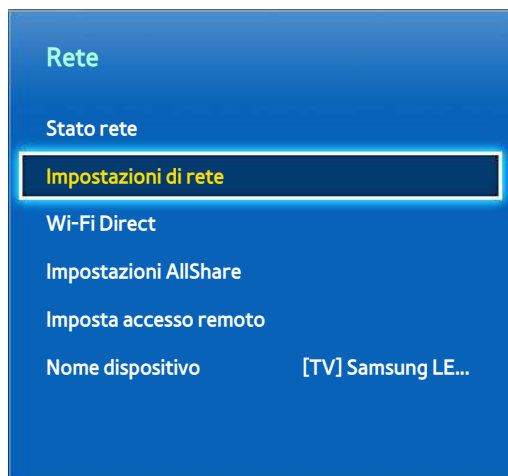 Rete
Stato rete
Impostazioni di rete
Wi-Fi Direct
Impostazioni AllShare
Imposta accesso remoto
Nome dispositivo [TV] Samsung LE...